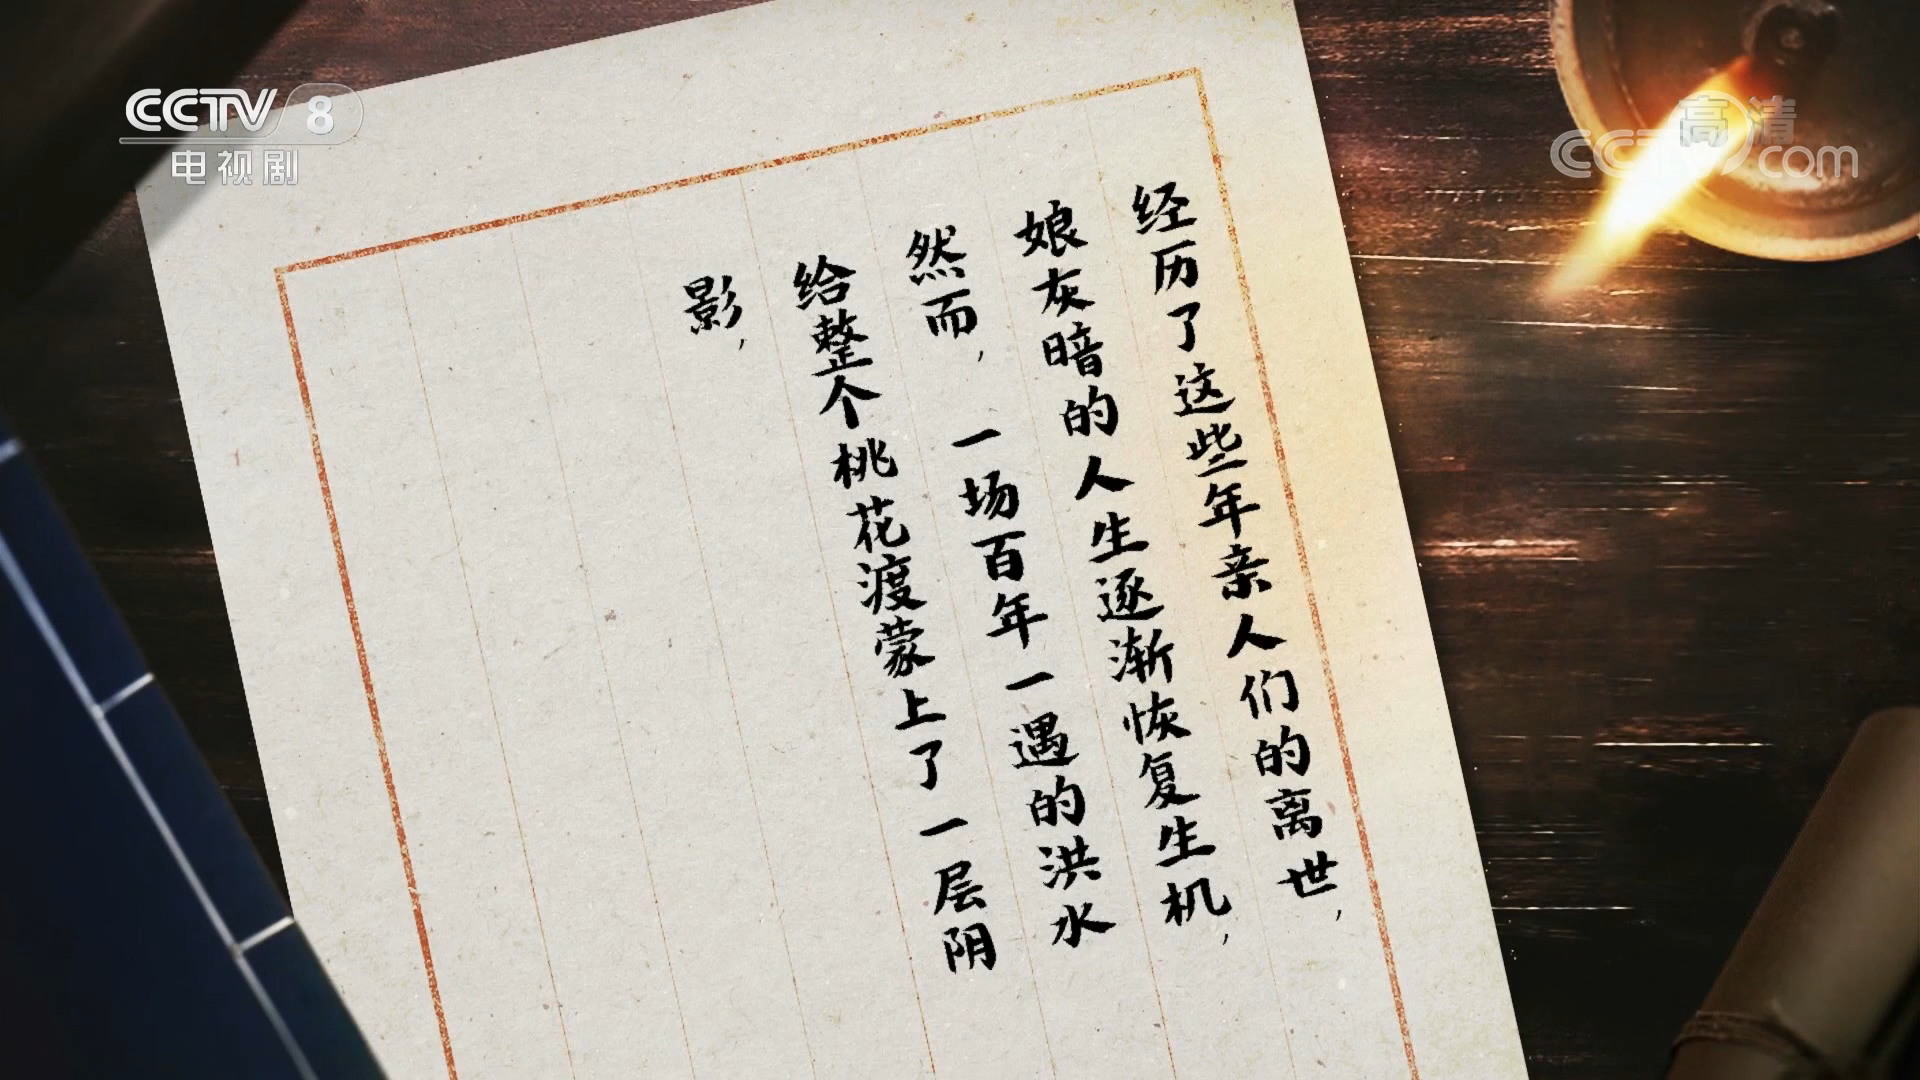 CCTV 8
电视剧
高清
CCTV.com
经历了这些年亲人们的离世,
娘灰暗的人生逐渐恢复生机,
然而,一场百年一遇的洪水
给整个桃花渡蒙上了一层阴
影,